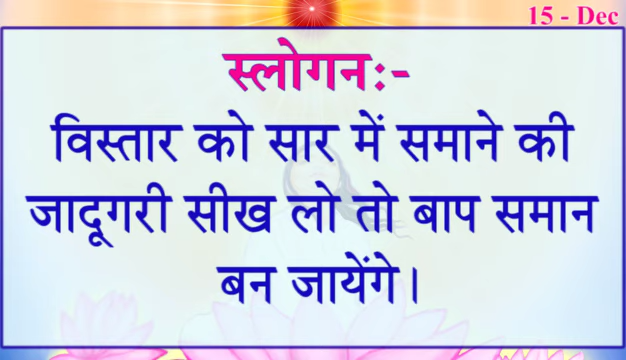 15 - Dec
स्लोगनः-
विस्तार को सार में समाने की
जादूगरी सीख लो तो बाप समान
बन जायेंगे।